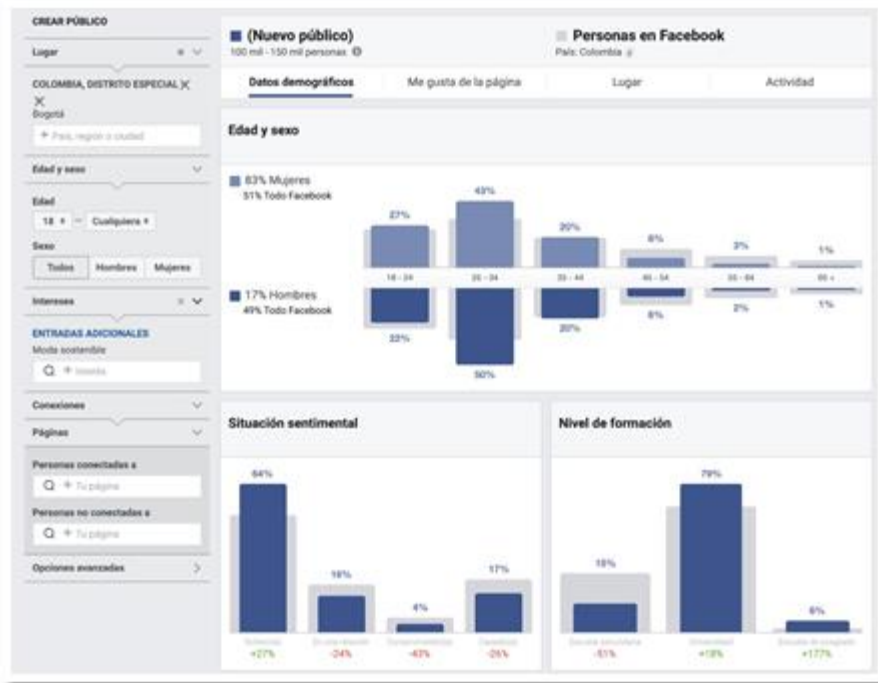 CREAR PÚBLICO
Lugar
COLOMBIA, DISTRITO ESPECIAL
Bogotá
+ País, región o ciudad
Edad y sexo
Edad
18 – Cualquiera
Sexo
Todos Hombres Mujeres
Intereses
ENTRADAS ADICIONALES
Moda sostenible
+ Interés
Conexiones
Páginas
Personas conectadas a
+ Tu página
Personas no conectadas a
+ Tu página
Opciones avanzadas
(Nuevo público)
100 mil - 150 mil personas
Personas en Facebook
País: Colombia
Datos demográficos Me gusta de la página Lugar Actividad
Edad y sexo
83% Mujeres
51% Todo Facebook
27% 43% 20% 6% 3% 1%
18 - 24 25 - 34 35 - 44 45 - 54 55 - 64 65 +
17% Hombres
49% Todo Facebook
22% 50% 20% 6% 2% 1%
Situación sentimental
64% 16% 4% 17%
+27% -24% -43% -26%
Nivel de formación
15% 79% 6%
Universidad
-51% +18% +177%